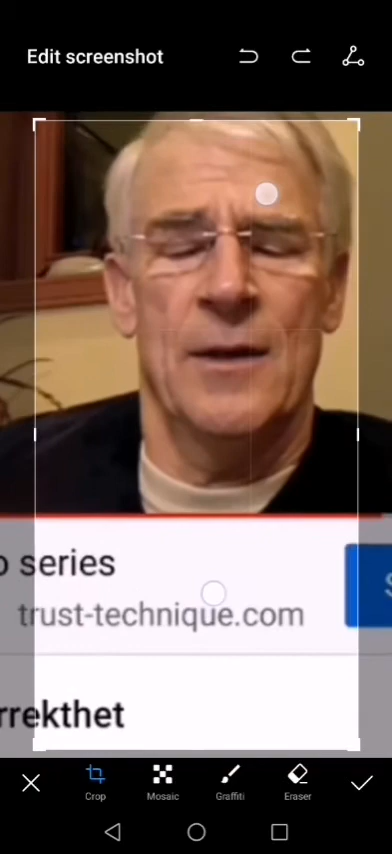 Edit screenshot
o series
trust-technique.com
rrekthet
Crop
Mosaic
Graffiti
Eraser